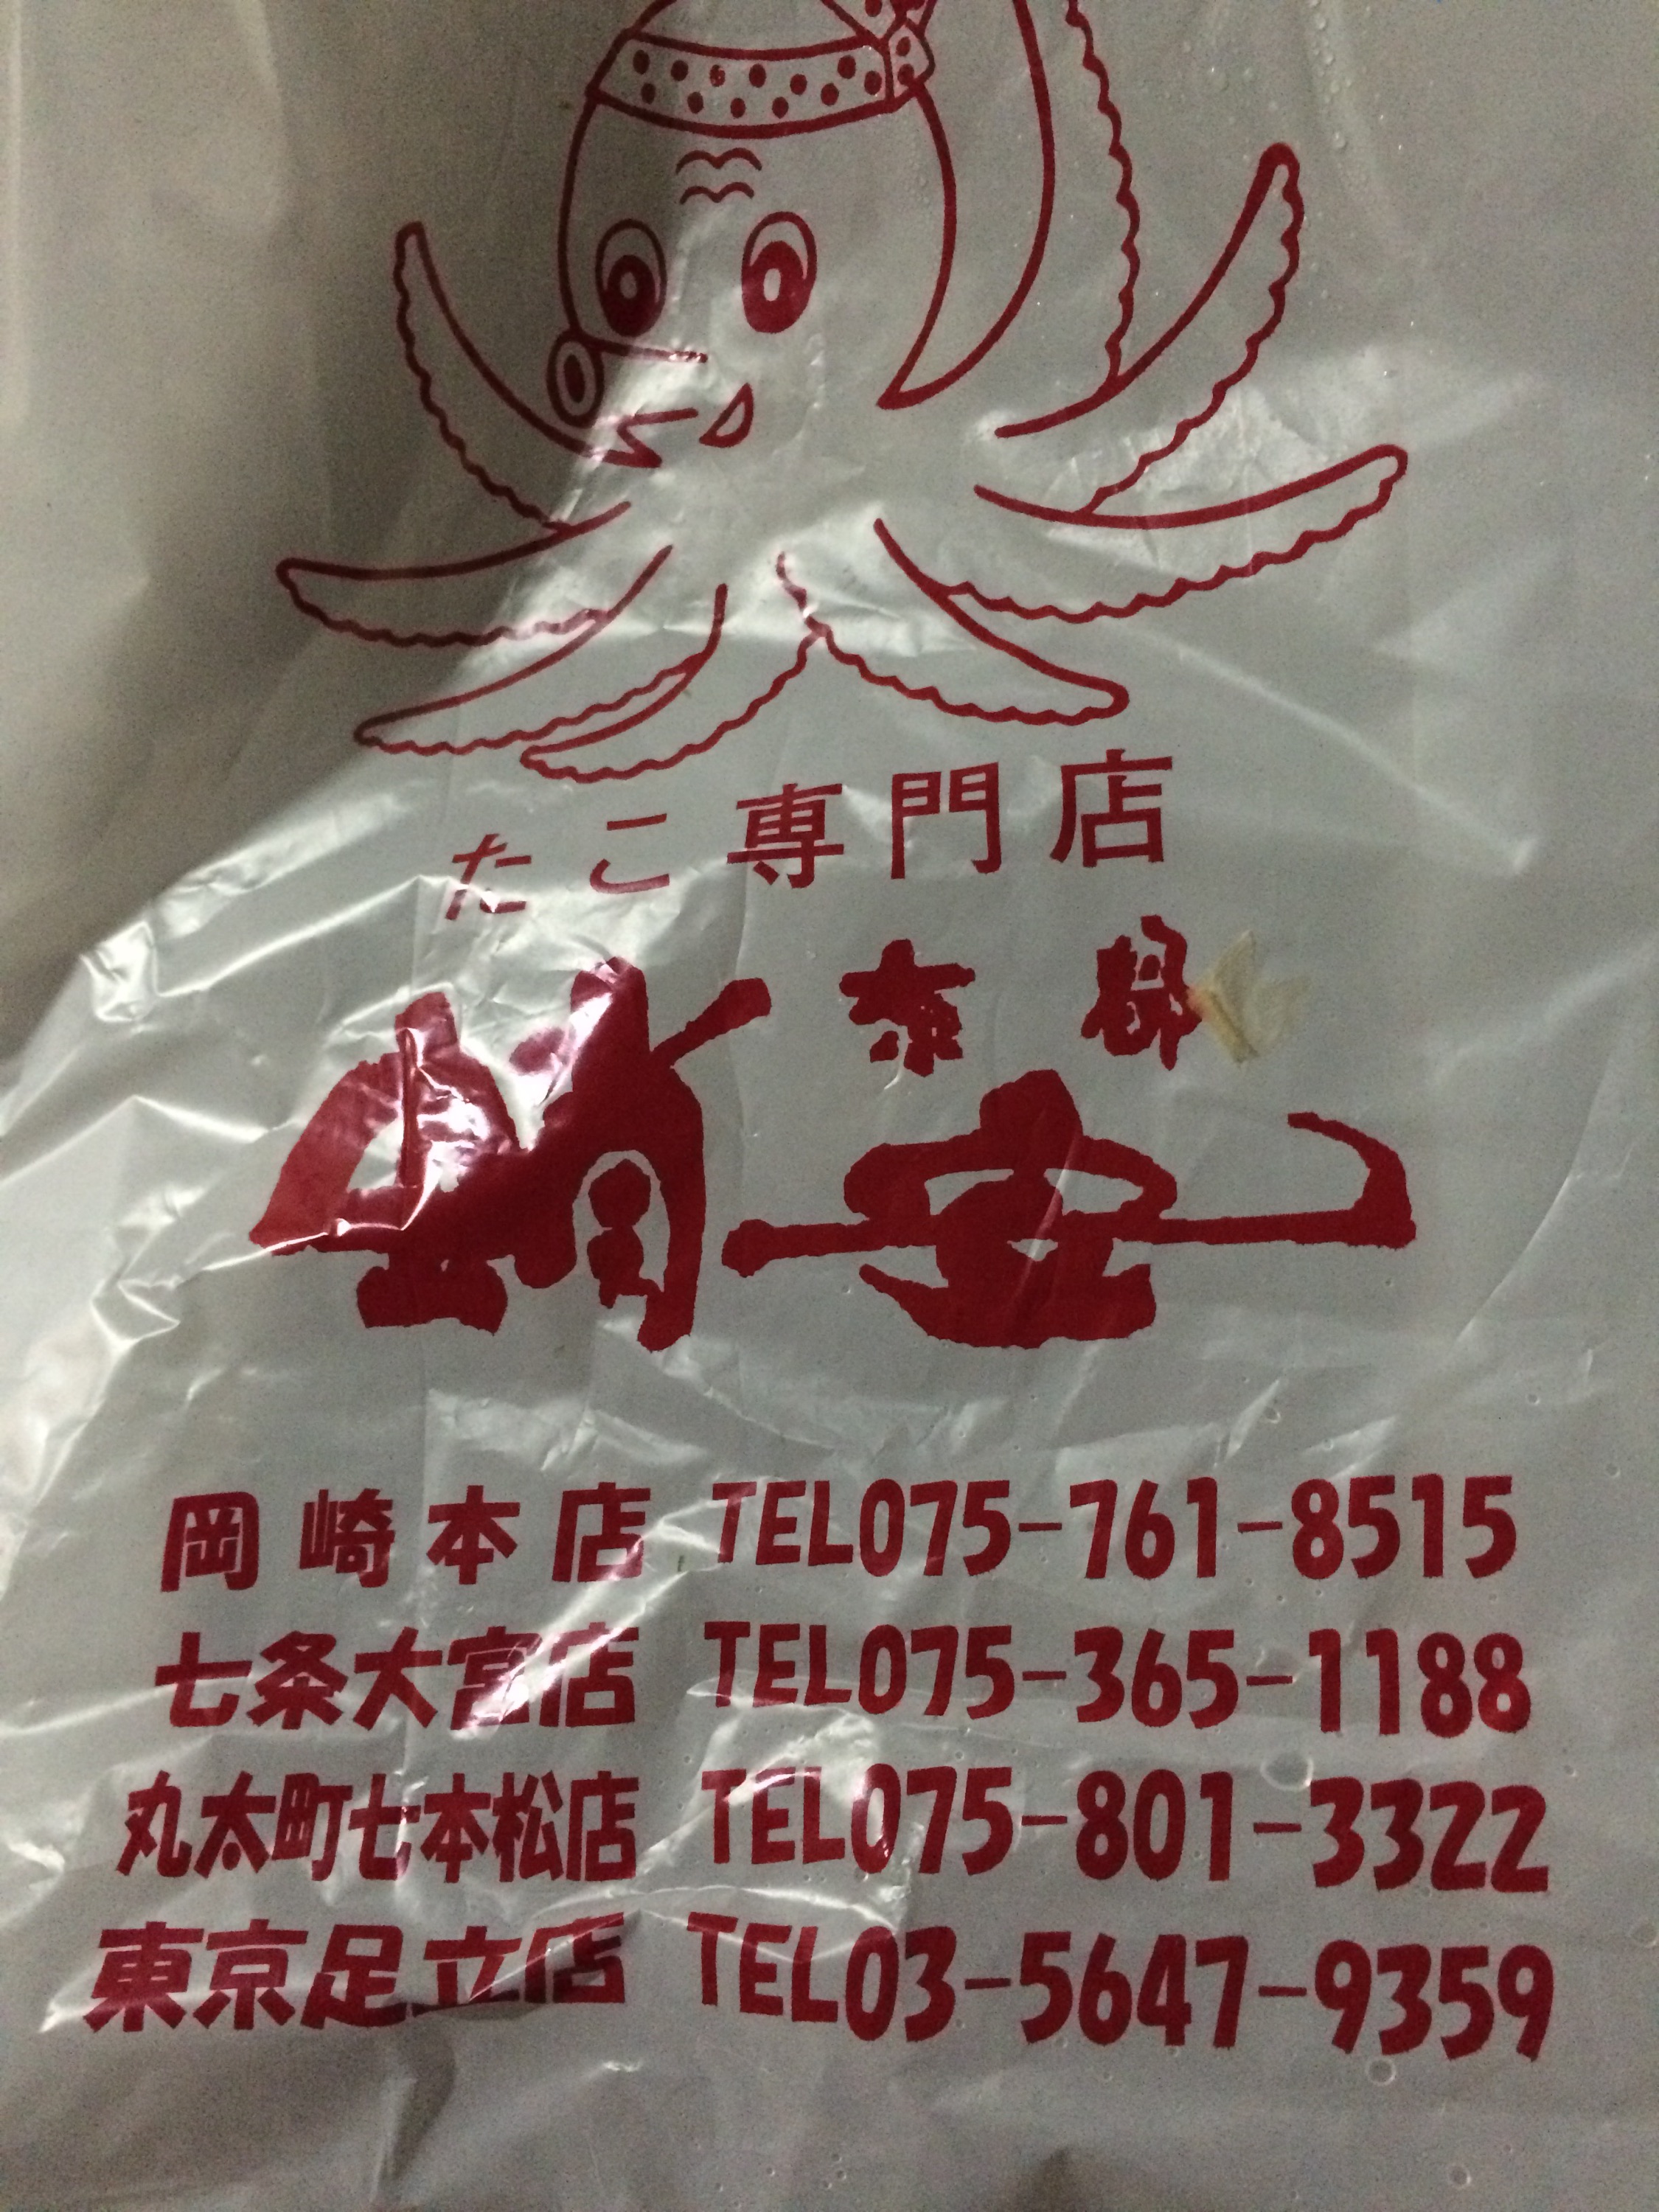 たこ専門店
京都
蛸安
岡崎本店 TEL075-761-8515
七条大宮店 TEL075-365-1188
丸太町七本松店 TEL075-801-3322
東京足立店 TEL03-5647-9359